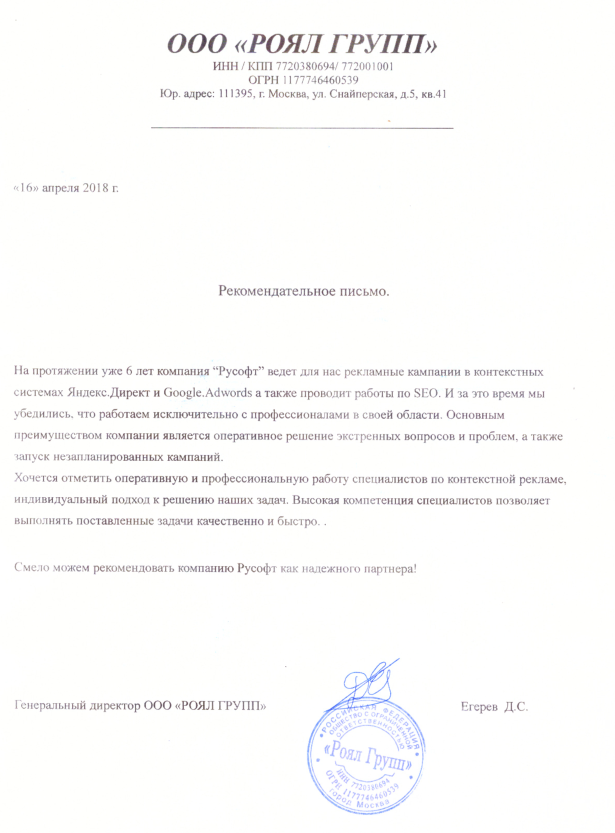 ООО «РОЯЛ ГРУПП»
ИНН / КПП 7720380694/ 772001001
ОГРН 1177746460539
Юр. адрес: 111395, г. Москва, ул. Снайперская, д.5, кв.41
«16» апреля 2018 г.
Рекомендательное письмо.
На протяжении уже 6 лет компания “Русофт” ведет для нас рекламные кампании в контекстных
системах Яндекс.Директ и Google.Adwords а также проводит работы по SEO. И за это время мы
убедились, что работаем исключительно с профессионалами в своей области. Основным
преимуществом компании является оперативное решение экстренных вопросов и проблем, а также
запуск незапланированных кампаний.
Хочется отметить оперативную и профессиональную работу специалистов по контекстной рекламе,
индивидуальный подход к решению наших задач. Высокая компетенция специалистов позволяет
выполнять поставленные задачи качественно и быстро. .
Смело можем рекомендовать компанию Русофт как надежного партнера!
Генеральный директор ООО «РОЯЛ ГРУПП»
Егерев Д.С.
РОССИЙСКАЯ ФЕДЕРАЦИЯ
ОБЩЕСТВО С ОГРАНИЧЕННОЙ
ОТВЕТСТВЕННОСТЬЮ
«Роял Групп»
ИНН 7720380694
ОГРН 1177746460539
город Москва